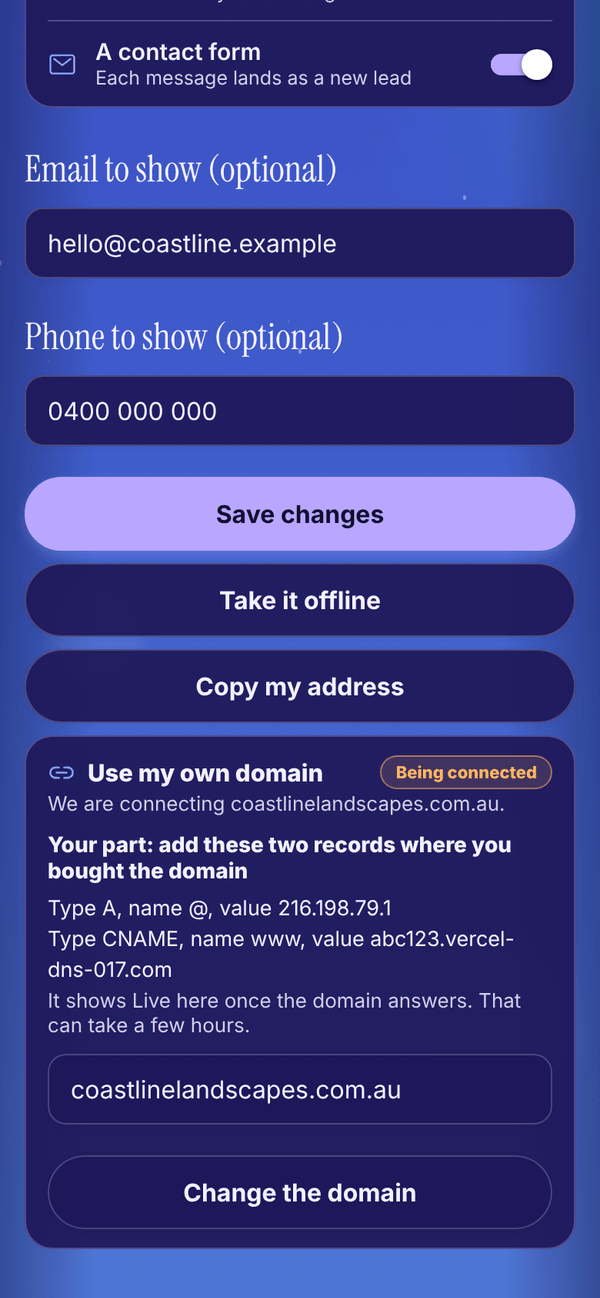 A contact form
Each message lands as a new lead
Email to show (optional)
hello@coastline.example
Phone to show (optional)
0400 000 000
Save changes
Take it offline
Copy my address
Use my own domain
Being connected
We are connecting coastlinelandscapes.com.au.
Your part: add these two records where you
bought the domain
Type A, name @, value 216.198.79.1
Type CNAME, name www, value abc123.vercel-
dns-017.com
It shows Live here once the domain answers. That
can take a few hours.
coastlinelandscapes.com.au
Change the domain